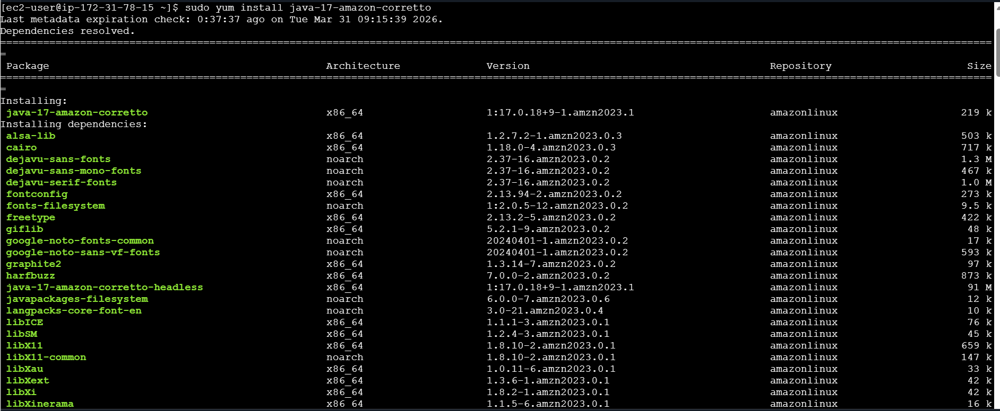 [ec2-user@ip-172-31-78-15 ~]$ sudo yum install java-17-amazon-corretto
Last metadata expiration check: 0:37:37 ago on Tue Mar 31 09:15:39 2026.
Dependencies resolved.
=================================================================================================================================================================
=
Package Architecture Version Repository Size
=================================================================================================================================================================
=
Installing:
java-17-amazon-corretto x86_64 1:17.0.18+9-1.amzn2023.1 amazonlinux 219 k
Installing dependencies:
alsa-lib x86_64 1.2.7.2-1.amzn2023.0.3 amazonlinux 503 k
cairo x86_64 1.18.0-4.amzn2023.0.3 amazonlinux 717 k
dejavu-sans-fonts noarch 2.37-16.amzn2023.0.2 amazonlinux 1.3 M
dejavu-sans-mono-fonts noarch 2.37-16.amzn2023.0.2 amazonlinux 467 k
dejavu-serif-fonts noarch 2.37-16.amzn2023.0.2 amazonlinux 1.0 M
fontconfig x86_64 2.13.94-2.amzn2023.0.2 amazonlinux 273 k
fonts-filesystem noarch 1:2.0.5-12.amzn2023.0.2 amazonlinux 9.5 k
freetype x86_64 2.13.2-5.amzn2023.0.2 amazonlinux 422 k
giflib x86_64 5.2.1-9.amzn2023.0.2 amazonlinux 48 k
google-noto-fonts-common noarch 20240401-1.amzn2023.0.2 amazonlinux 17 k
google-noto-sans-vf-fonts noarch 20240401-1.amzn2023.0.2 amazonlinux 593 k
graphite2 x86_64 1.3.14-7.amzn2023.0.2 amazonlinux 97 k
harfbuzz x86_64 7.0.0-2.amzn2023.0.2 amazonlinux 873 k
java-17-amazon-corretto-headless x86_64 1:17.0.18+9-1.amzn2023.1 amazonlinux 91 M
javapackages-filesystem noarch 6.0.0-7.amzn2023.0.6 amazonlinux 12 k
langpacks-core-font-en noarch 3.0-21.amzn2023.0.4 amazonlinux 10 k
libICE x86_64 1.1.1-3.amzn2023.0.1 amazonlinux 76 k
libSM x86_64 1.2.4-3.amzn2023.0.1 amazonlinux 45 k
libX11 x86_64 1.8.10-2.amzn2023.0.1 amazonlinux 659 k
libX11-common noarch 1.8.10-2.amzn2023.0.1 amazonlinux 147 k
libXau x86_64 1.0.11-6.amzn2023.0.1 amazonlinux 33 k
libXext x86_64 1.3.6-1.amzn2023.0.1 amazonlinux 42 k
libXi x86_64 1.8.2-1.amzn2023.0.1 amazonlinux 42 k
libXinerama x86_64 1.1.5-6.amzn2023.0.1 amazonlinux 16 k